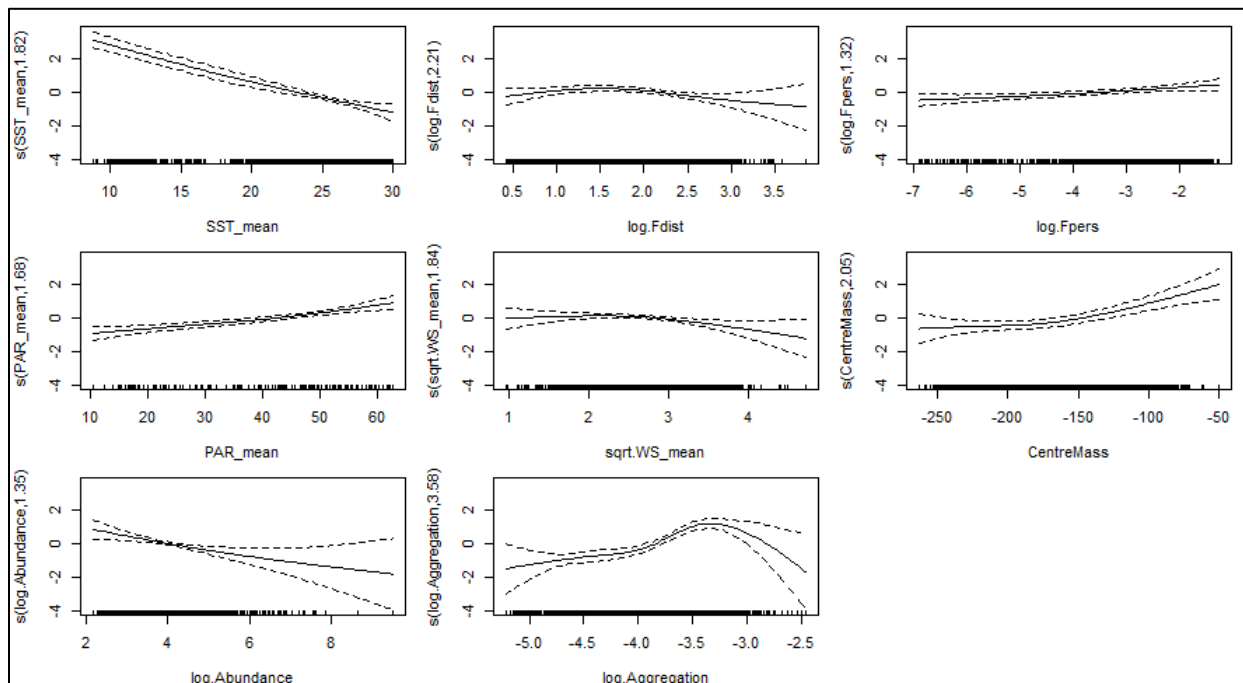 s(SST_mean,1.82)
2
0
-2
-4
10 15 20 25 30
SST_mean
s(log.Fdist,2.21)
2
0
-2
-4
0.5 1.0 1.5 2.0 2.5 3.0 3.5
log.Fdist
s(log.Fpers,1.32)
2
0
-2
-4
-7 -6 -5 -4 -3 -2
log.Fpers
s(PAR_mean,1.68)
2
0
-2
-4
10 20 30 40 50 60
PAR_mean
s(sqrt.WS_mean,1.84)
2
0
-2
-4
1 2 3 4
sqrt.WS_mean
s(CentreMass,2.05)
2
0
-2
-4
-250 -200 -150 -100 -50
CentreMass
s(log.Abundance,1.35)
2
0
-2
-4
2 4 6 8
log.Abundance
s(log.Aggregation,3.58)
2
0
-2
-4
-5.0 -4.5 -4.0 -3.5 -3.0 -2.5
log.Aggregation